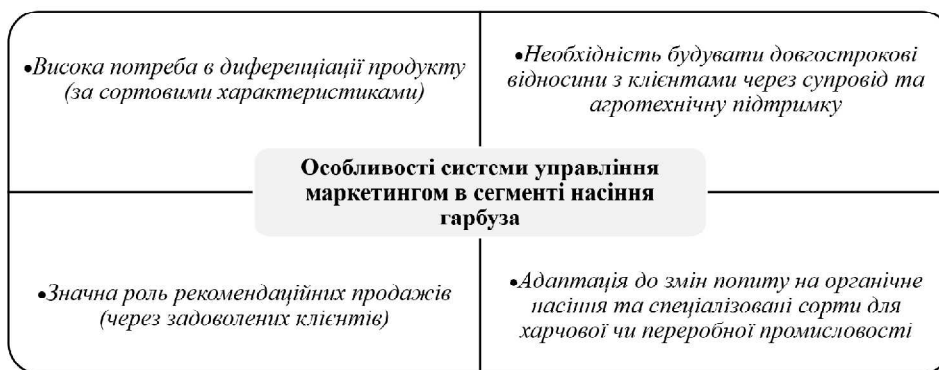 •Висока потреба в диференціації продукту
(за сортовими характеристиками)
•Необхідність будувати довгострокові
відносини з клієнтами через супровід та
агротехнічну підтримку
Особливості системи управління
маркетингом в сегменті насіння
гарбуза
•Значна роль рекомендаційних продажів
(через задоволених клієнтів)
•Адаптація до змін попиту на органічне
насіння та спеціалізовані сорти для
харчової чи переробної промисловості